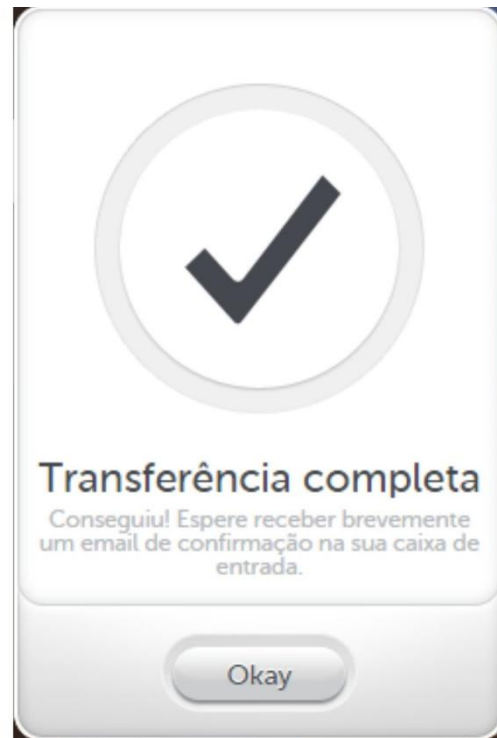 Transferência completa
Conseguiu! Espere receber brevemente
um email de confirmação na sua caixa de
entrada.
Okay